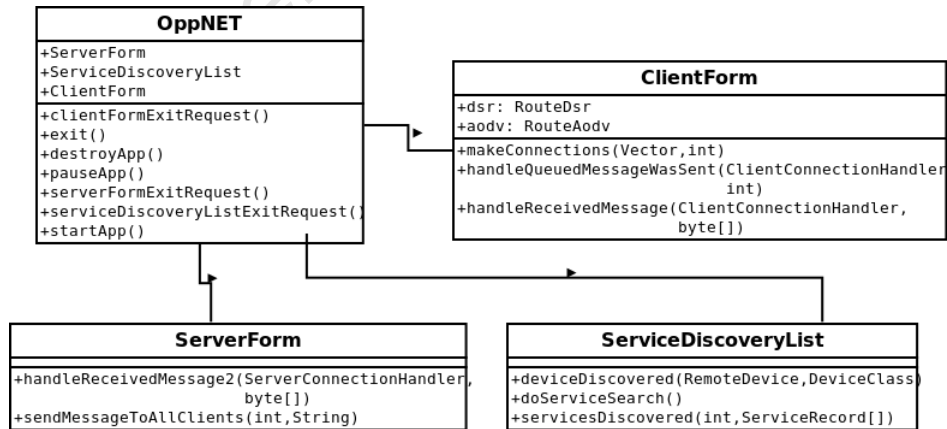 OppNET
+ServerForm
+ServiceDiscoveryList
+ClientForm
+clientFormExitRequest()
+exit()
+destroyApp()
+pauseApp()
+serverFormExitRequest()
+serviceDiscoveryListExitRequest()
+startApp()
ClientForm
+dsr: RouteDsr
+aodv: RouteAodv
+makeConnections(Vector,int)
+handleQueuedMessageWasSent(ClientConnectionHandler
int)
+handleReceivedMessage(ClientConnectionHandler,
byte[])
ServerForm
+handleReceivedMessage2(ServerConnectionHandler,
byte[])
+sendMessageToAllClients(int,String)
ServiceDiscoveryList
+deviceDiscovered(RemoteDevice,DeviceClass)
+doServiceSearch()
+servicesDiscovered(int,ServiceRecord[])